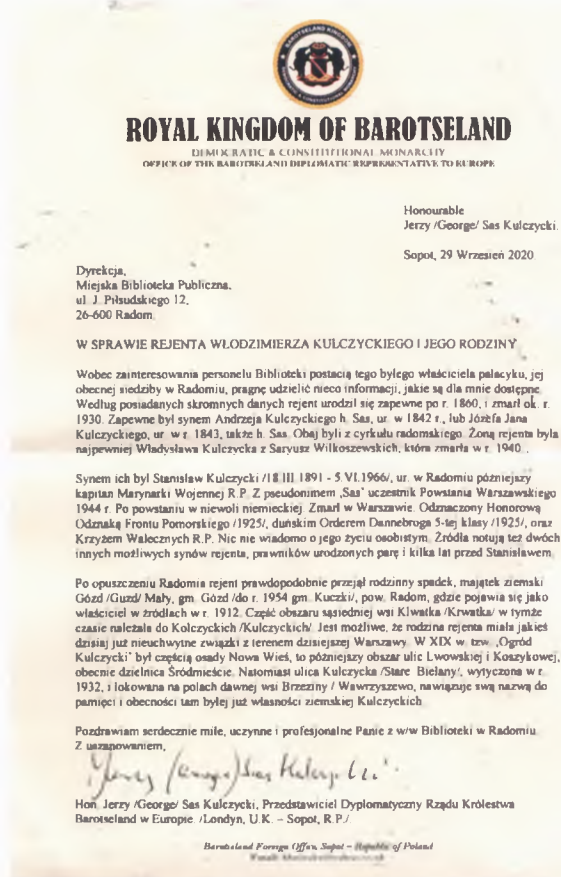 ROYAL KINGDOM OF BAROTSELAND
DEMOCRATIC & CONSTITUTIONAL MONARCHY
OFFICE OF THE BAROTSELAND DIPLOMATIC REPRESENTATIVE TO EUROPE
Honourable
Jerzy /George/ Sas Kulczycki.
Sopot, 29 Wrzesień 2020
Dyrekcja,
Miejska Biblioteka Publiczna,
ul. J. Piłsudskiego 12,
26-600 Radom.
W SPRAWIE REJENTA WŁODZIMIERZA KULCZYCKIEGO I JEGO RODZINY
Wobec zainteresowania personelu Biblioteki postacią tego byłego właściciela pałacyku, jej
obecnej siedziby w Radomiu, pragnę udzielić nieco informacji, jakie są dla mnie dostępne.
Według posiadanych skromnych danych rejent urodził się zapewne po r. 1860, i zmarł ok. r.
1930. Zapewne był synem Andrzeja Kulczyckiego h. Sas, ur. w 1842 r., lub Józefa Jana
Kulczyckiego, ur. w r. 1843, także h. Sas. Obaj byli z cyrkułu radomskiego. Żoną rejenta była
najpewniej Władysława Kulczycka z Saryusz Wilkoszewskich, która zmarła w r. 1940.
Synem ich był Stanisław Kulczycki /18.III.1891 - 5.VI.1966/, ur. w Radomiu późniejszy
kapitan Marynarki Wojennej R.P. Z pseudonimem „Sas" uczestnik Powstania Warszawskiego
1944 r. Po powstaniu w niewoli niemieckiej. Zmarł w Warszawie. Odznaczony Honorową
Odznaką Frontu Pomorskiego /1925/, duńskim Orderem Dannebroga 5-tej klasy /1925/, oraz
Krzyżem Walecznych R.P. Nic nie wiadomo o jego życiu osobistym. Źródła notują też dwóch
innych możliwych synów rejenta, prawników urodzonych parę i kilka lat przed Stanisławem.
Po opuszczeniu Radomia rejent prawdopodobnie przejął rodzinny spadek, majątek ziemski
Gózd /Guzd/ Mały, gm. Gózd /do r. 1954 gm. Kuczki/, pow. Radom, gdzie pojawia się jako
właściciel w źródłach w r. 1912. Część obszaru sąsiedniej wsi Klwatka /Krwatka/ w tymże
czasie należała do Kolczyckich /Kulczyckich/. Jest możliwe, że rodzina rejenta miała jakieś
dzisiaj już nieuchwytne związki z terenem dzisiejszej Warszawy. W XIX w. tzw. „Ogród
Kulczycki" był częścią osady Nowa Wieś, to późniejszy obszar ulic Lwowskiej i Koszykowej,
obecnie dzielnica Śródmieście. Natomiast ulica Kulczycka /Stare Bielany/, wytyczona w r.
1932, i lokowana na polach dawnej wsi Brzeziny / Wawrzyszewo, nawiązuje swą nazwą do
pamięci i obecności tam byłej już własności ziemskiej Kulczyckich.
Pozdrawiam serdecznie miłe, uczynne i profesjonalne Panie z w/w Biblioteki w Radomiu.
Z uszanowaniem,
Jerzy (George) Sas Kulczycki
Hon. Jerzy /George/ Sas Kulczycki, Przedstawiciel Dyplomatyczny Rządu Królestwa
Barotseland w Europie. /Londyn, U.K. – Sopot, R.P./.
Barotseland Foreign Office, Sopot – Republic of Poland